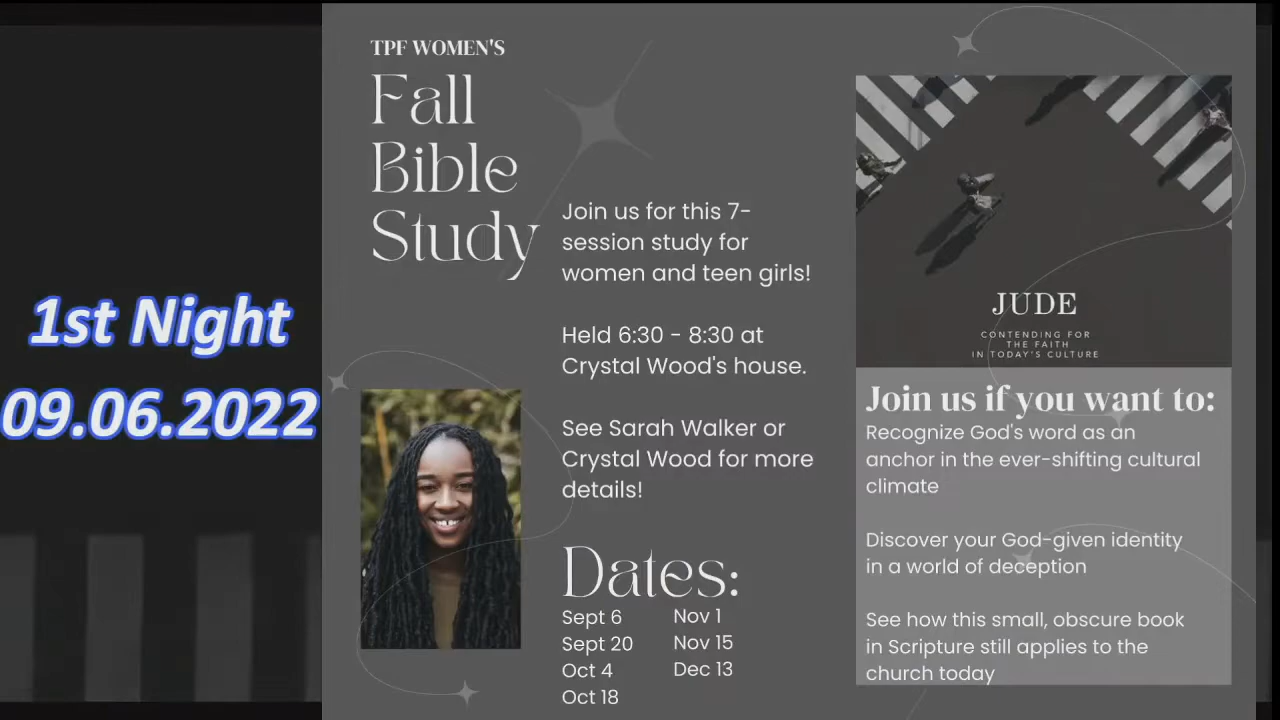 1st Night
09.06.2022
TPF WOMEN'S
Fall
Bible
Study
Join us for this 7-
session study for
women and teen girls!
Held 6:30 - 8:30 at
Crystal Wood's house.
See Sarah Walker or
Crystal Wood for more
details!
Dates:
Sept 6
Sept 20
Oct 4
Oct 18
Nov 1
Nov 15
Dec 13
JUDE
CONTENDING FOR
THE FAITH
IN TODAY'S CULTURE
Join us if you want to:
Recognize God's word as an
anchor in the ever-shifting cultural
climate
Discover your God-given identity
in a world of deception
See how this small, obscure book
in Scripture still applies to the
church today